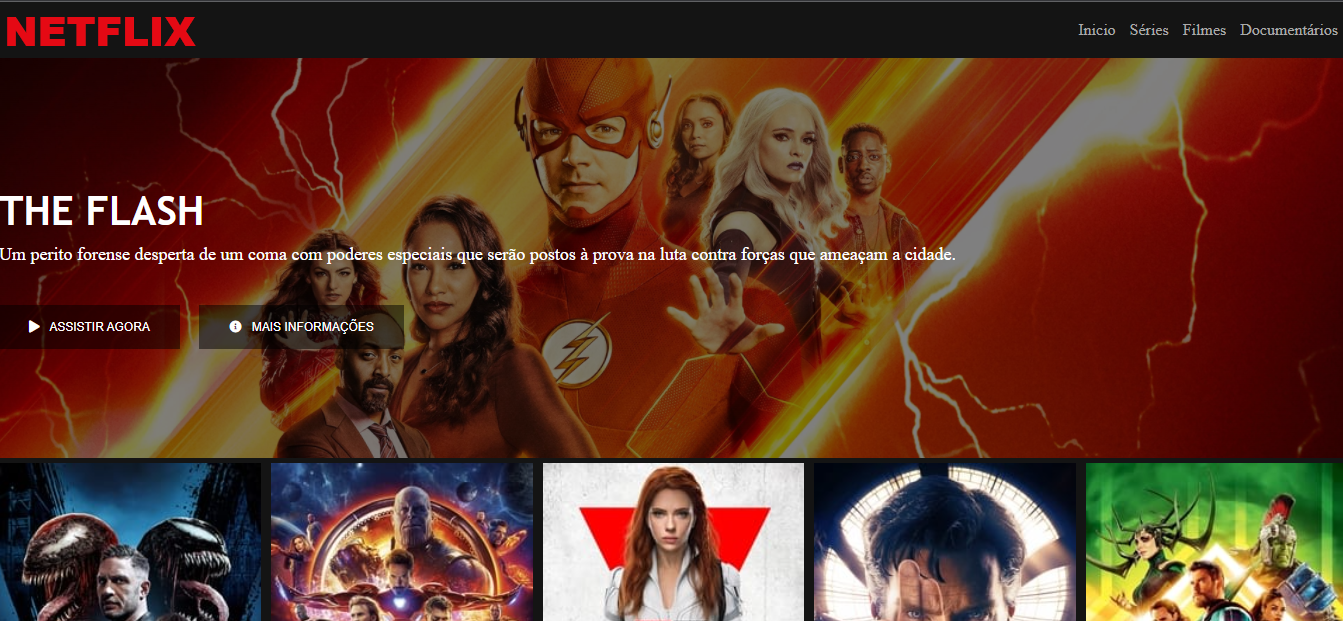 NETFLIX
Inicio Séries Filmes Documentários
THE FLASH
Um perito forense desperta de um coma com poderes especiais que serão postos à prova na luta contra forças que ameaçam a cidade.
ASSISTIR AGORA MAIS INFORMAÇÕES